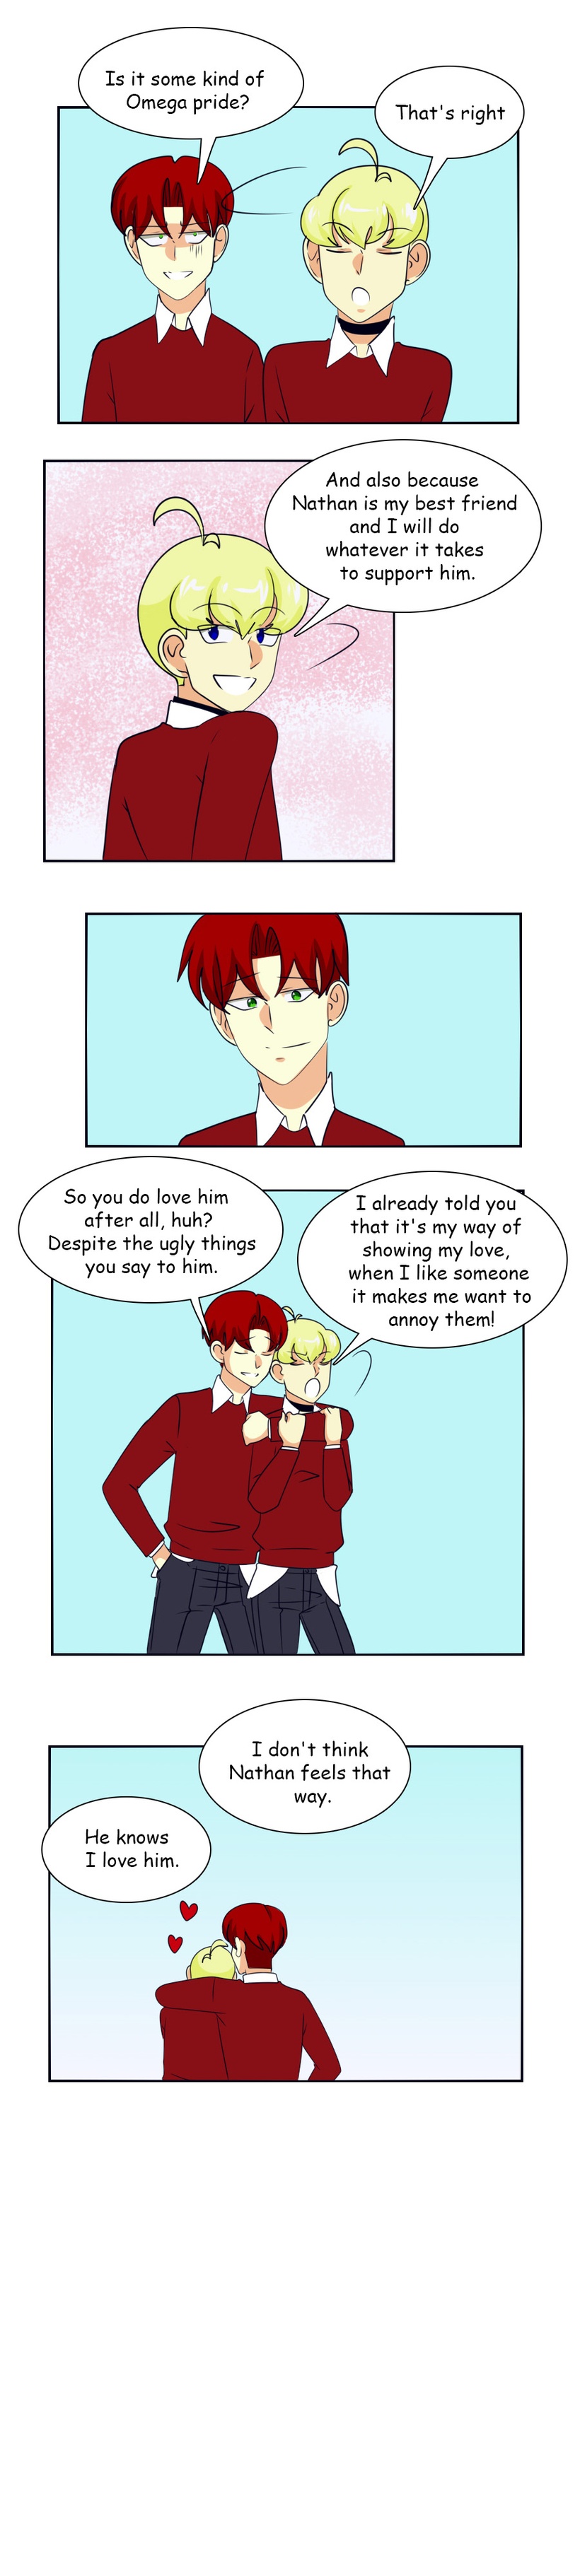 Is it some kind of
Omega pride?
That's right
And also because
Nathan is my best friend
and I will do
whatever it takes
to support him.
So you do love him
after all, huh?
Despite the ugly things
you say to him.
I already told you
that it's my way of
showing my love,
when I like someone
it makes me want to
annoy them!
I don't think
Nathan feels that
way.
He knows
I love him.